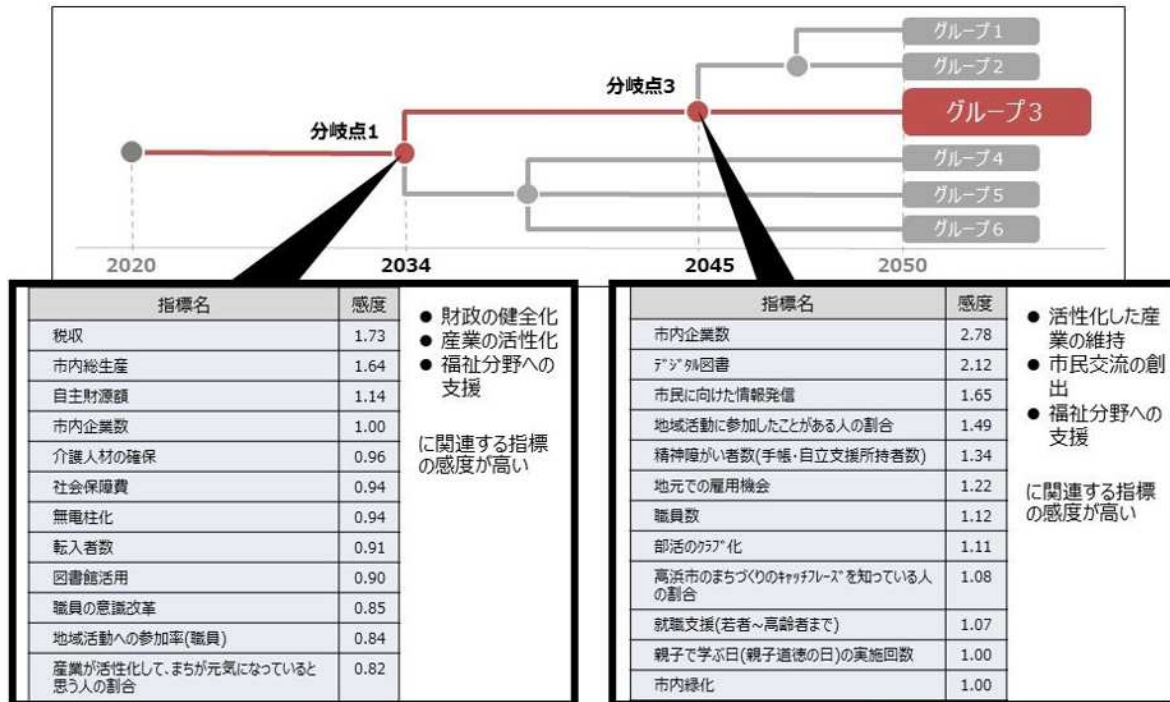 グループ1
グループ2
分岐点3
グループ3
分岐点1
グループ4
グループ5
グループ6
2020
2034
2045
2050
指標名
感度
税収
1.73
市内総生産
1.64
自主財源額
1.14
市内企業数
1.00
介護人材の確保
0.96
社会保障費
0.94
無電柱化
0.94
転入者数
0.91
図書館活用
0.90
職員の意識改革
0.85
地域活動への参加率(職員)
0.84
産業が活性化して、まちが元気になっていると
思う人の割合
0.82
● 財政の健全化
● 産業の活性化
● 福祉分野への
支援
に関連する指標
の感度が高い
指標名
感度
市内企業数
2.78
デジタル図書
2.12
市民に向けた情報発信
1.65
地域活動に参加したことがある人の割合
1.49
精神障がい者数(手帳・自立支援所持者数)
1.34
地元での雇用機会
1.22
職員数
1.12
部活のクラブ化
1.11
高浜市のまちづくりのキャッチフレーズを知っている人
の割合
1.08
就職支援(若者~高齢者まで)
1.07
親子で学ぶ日(親子道徳の日)の実施回数
1.00
市内緑化
1.00
● 活性化した産
業の維持
● 市民交流の創
出
● 福祉分野への
支援
に関連する指標
の感度が高い